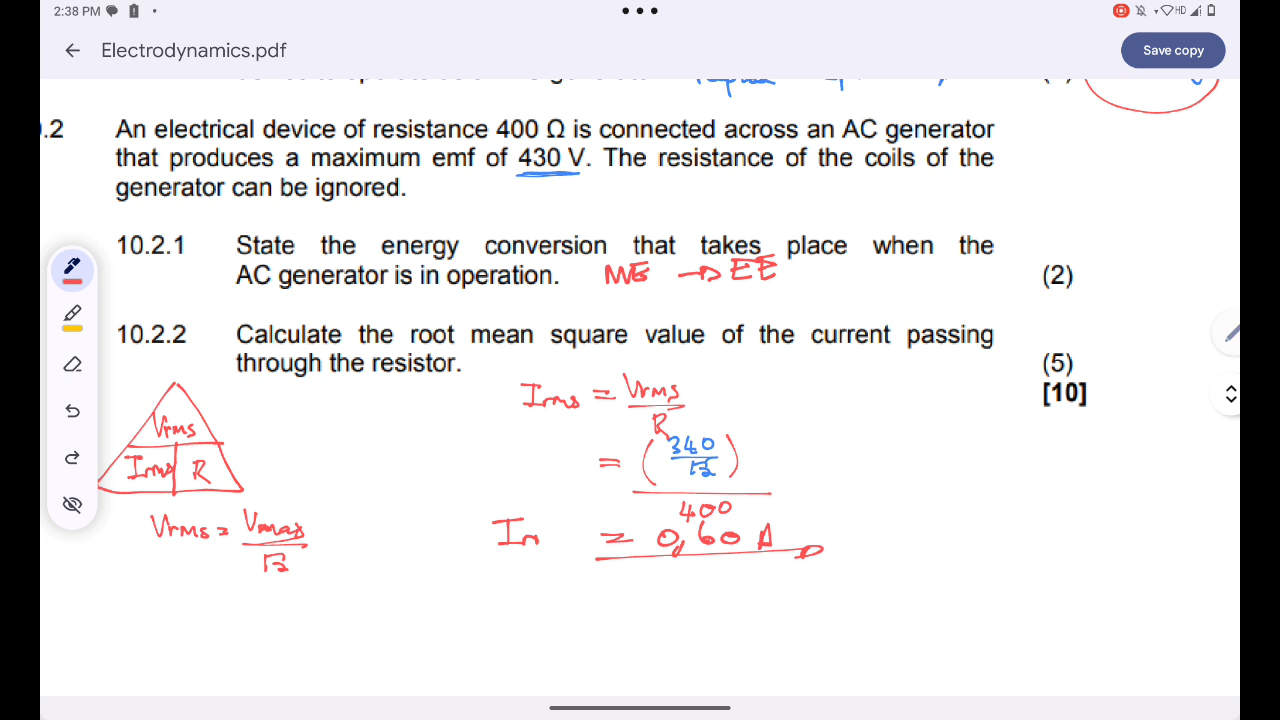 2:38 PM
HD
Electrodynamics.pdf
Save copy
.2 An electrical device of resistance 400 Ω is connected across an AC generator
that produces a maximum emf of 430 V. The resistance of the coils of the
generator can be ignored.
10.2.1 State the energy conversion that takes place when the
AC generator is in operation. ME → EE (2)
10.2.2 Calculate the root mean square value of the current passing
through the resistor. (5)
[10]
Vrms
Irms R
Vrms = Vmax/√2
Irms = Vrms/R
= (340/√2)/400
Irm = 0,60 A